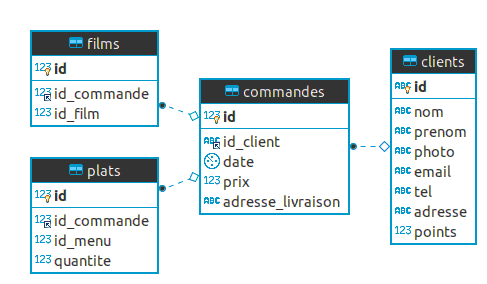 films
123 id
123 id_commande
123 id_film
plats
123 id
123 id_commande
123 id_menu
123 quantite
commandes
123 id
ABC id_client
date
123 prix
ABC adresse_livraison
clients
ABC id
ABC nom
ABC prenom
ABC photo
ABC email
ABC tel
ABC adresse
123 points